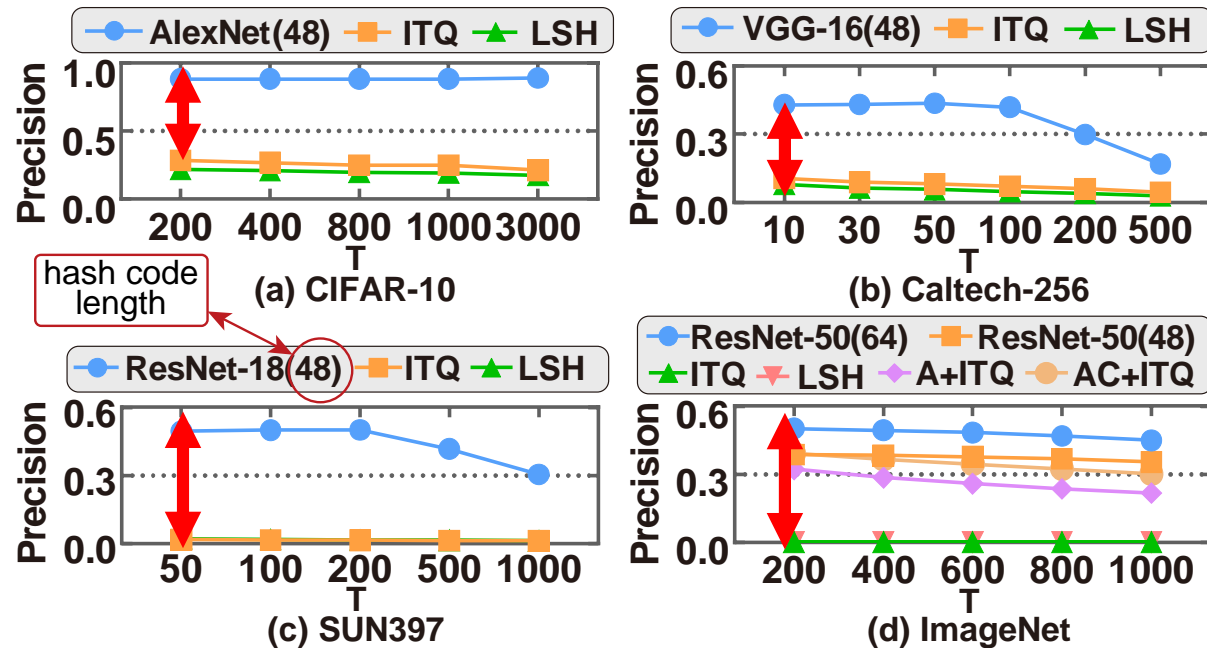 AlexNet(48) ITQ LSH
Precision
1.0
0.5
0.0
200 400 800 1000 3000
T
(a) CIFAR-10
VGG-16(48) ITQ LSH
Precision
0.6
0.3
0.0
10 30 50 100 200 500
T
(b) Caltech-256
hash code
length
ResNet-18(48) ITQ LSH
Precision
0.6
0.3
0.0
50 100 200 500 1000
T
(c) SUN397
ResNet-50(64) ResNet-50(48)
ITQ LSH A+ITQ AC+ITQ
Precision
0.6
0.3
0.0
200 400 600 800 1000
T
(d) ImageNet